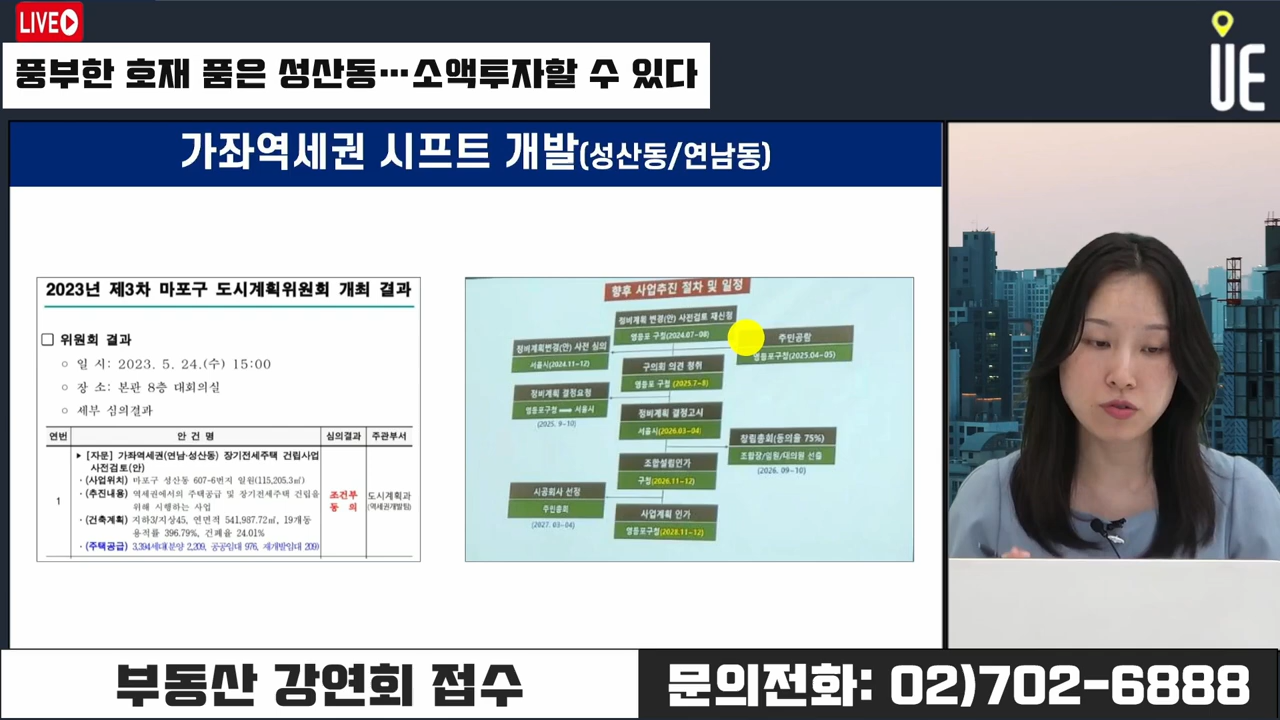 LIVE
풍부한 호재 품은 성산동…소액투자할 수 있다
UE
가좌역세권 시프트 개발(성산동/연남동)
2023년 제3차 마포구 도시계획위원회 개최 결과
□ 위원회 결과
○ 일 시: 2023. 5. 24.(수) 15:00
○ 장 소: 본관 8층 대회의실
○ 세부 심의결과
연번 안 건 명 심의결과 주관부서
1
▶ [자문] 가좌역세권(연남·성산동) 장기전세주택 건립사업
사전검토(안)
· (사업위치) 마포구 성산동 607-6번지 일원(115,205.3㎡)
· (추진내용) 역세권에서의 주택공급 및 장기전세주택 건립을
위해 시행하는 사업
· (건축계획) 지하3/지상45, 연면적 541,987.72㎡, 19개동
용적률 396.79%, 건폐율 24.01%
· (주택공급) 3,394세대(분양 2,209, 공공임대 976, 재개발임대 209)
조건부
동 의
도시계획과
(역세권개발팀)
향후 사업추진 절차 및 일정
정비계획 변경(안) 사전검토 재신청
영등포 구청(2024.07~08)
정비계획변경(안) 사전 심의
서울시(2024.11~12)
주민공람
영등포구청(2025.04~05)
구의회 의견 청취
영등포 구청 (2025.7~8)
정비계획 결정요청
영등포구청 ➡ 서울시
(2025. 9~10)
정비계획 결정고시
서울시(2026.03~04)
창립총회(동의율 75%)
조합장/임원/대의원 선출
(2026. 09~10)
조합설립인가
구청(2026.11~12)
시공회사 선정
주민총회
(2027. 03~04)
사업계획 인가
영등포구청(2028.11~12)
부동산 강연회 접수
문의전화: 02)702-6888